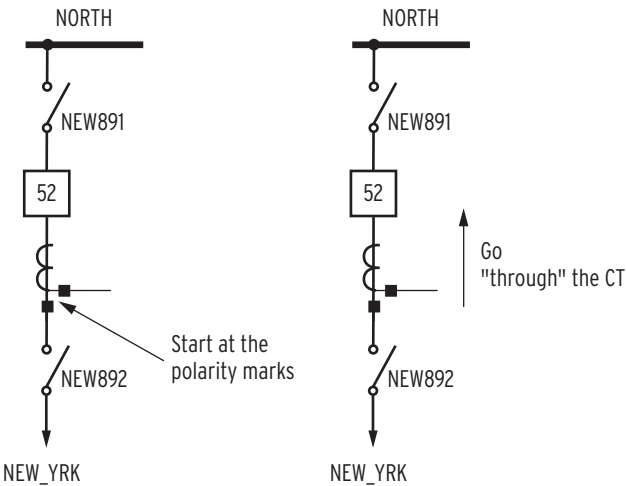 NORTH
NEW891
52
Start at the
polarity marks
NEW892
NEW_YRK
NORTH
NEW891
52
Go
"through" the CT
NEW892
NEW_YRK